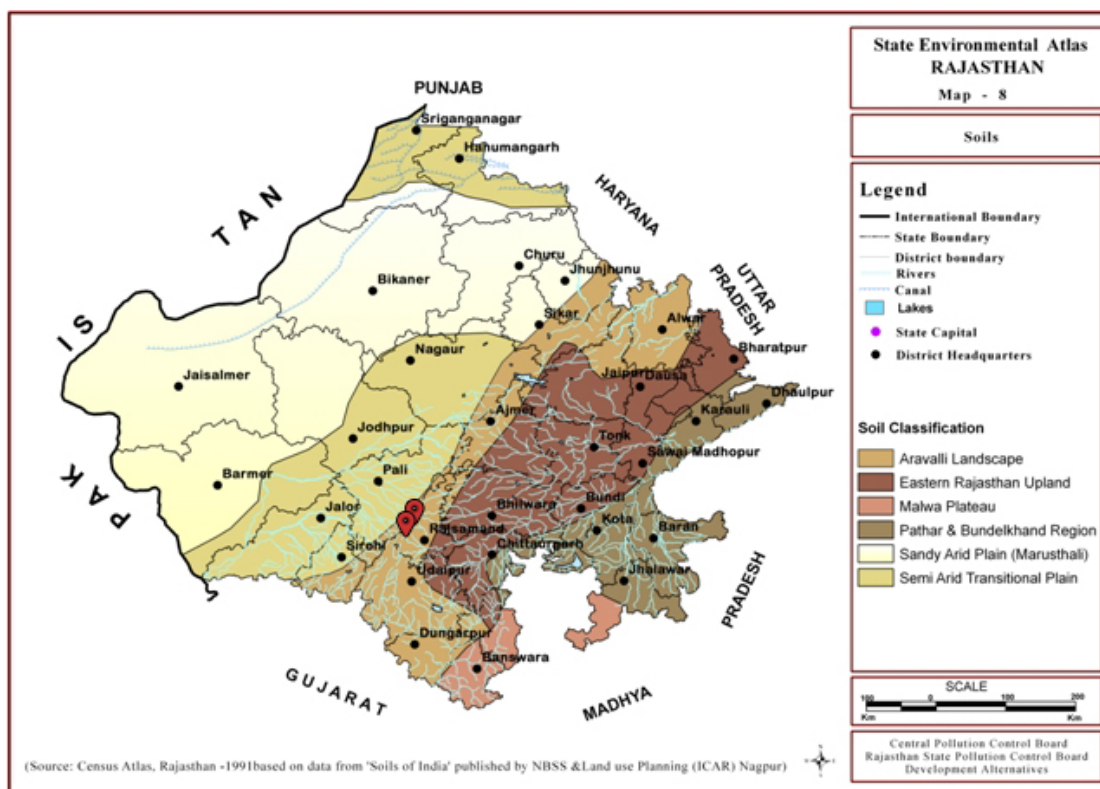 State Environmental Atlas
RAJASTHAN
Map - 8
Soils
Legend
International Boundary
State Boundary
District boundary
Rivers
Canal
Lakes
State Capital
District Headquarters
Soil Classification
Aravalli Landscape
Eastern Rajasthan Upland
Malwa Plateau
Pathar & Bundelkhand Region
Sandy Arid Plain (Marusthali)
Semi Arid Transitional Plain
SCALE
100 0 100 200
Km Km
Central Pollution Control Board
Rajasthan State Pollution Control Board
Development Alternatives
PUNJAB
Sriganganagar
Hanumangarh
HARYANA
PAK IS TAN
Churu
Jhunjhunu
Bikaner
UTTAR
PRADESH
Sikar
Alwar
Nagaur
Bharatpur
Jaisalmer
Jaipur
Dausa
Dhaulpur
Ajmer
Karauli
Jodhpur
Tonk
Sawai Madhopur
Barmer
Pali
Bhilwara
Bundi
Jalor
Rajsamand
Kota
Baran
Sirohi
Chittaurgarh
Udaipur
Jhalawar
PRADESH
Dungarpur
Banswara
GUJARAT
MADHYA
(Source: Census Atlas, Rajasthan -1991based on data from 'Soils of India' published by NBSS &Land use Planning (ICAR) Nagpur)